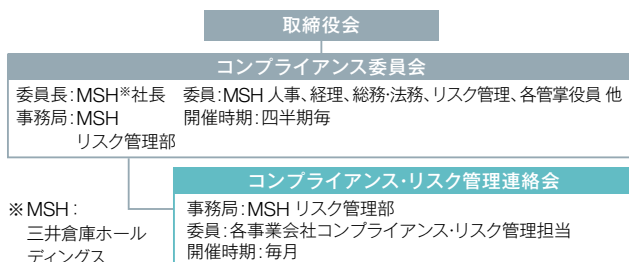 取締役会
コンプライアンス委員会
委員長:MSH※社長　委員:MSH 人事、経理、総務・法務、リスク管理、各管掌役員 他
事務局:MSH　開催時期:四半期毎
リスク管理部
コンプライアンス・リスク管理連絡会
事務局:MSH リスク管理部
委員:各事業会社コンプライアンス・リスク管理担当
開催時期:毎月
※MSH:
三井倉庫ホール
ディングス